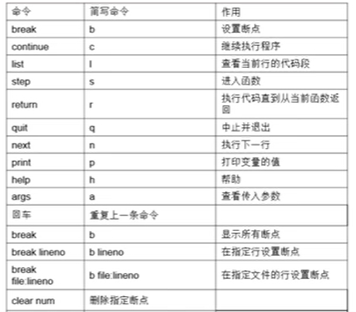 命令 简写命令 作用
break b 设置断点
continue c 继续执行程序
list l 查看当前行的代码段
step s 进入函数
return r 执行代码直到从当前函数返
回
quit q 中止并退出
next n 执行下一行
print p 打印变量的值
help h 帮助
args a 查看传入参数
回车 重复上一条命令
break b 显示所有断点
break lineno b lineno 在指定行设置断点
break
file:lineno b file:lineno 在指定文件的行设置断点
clear num 删除指定断点